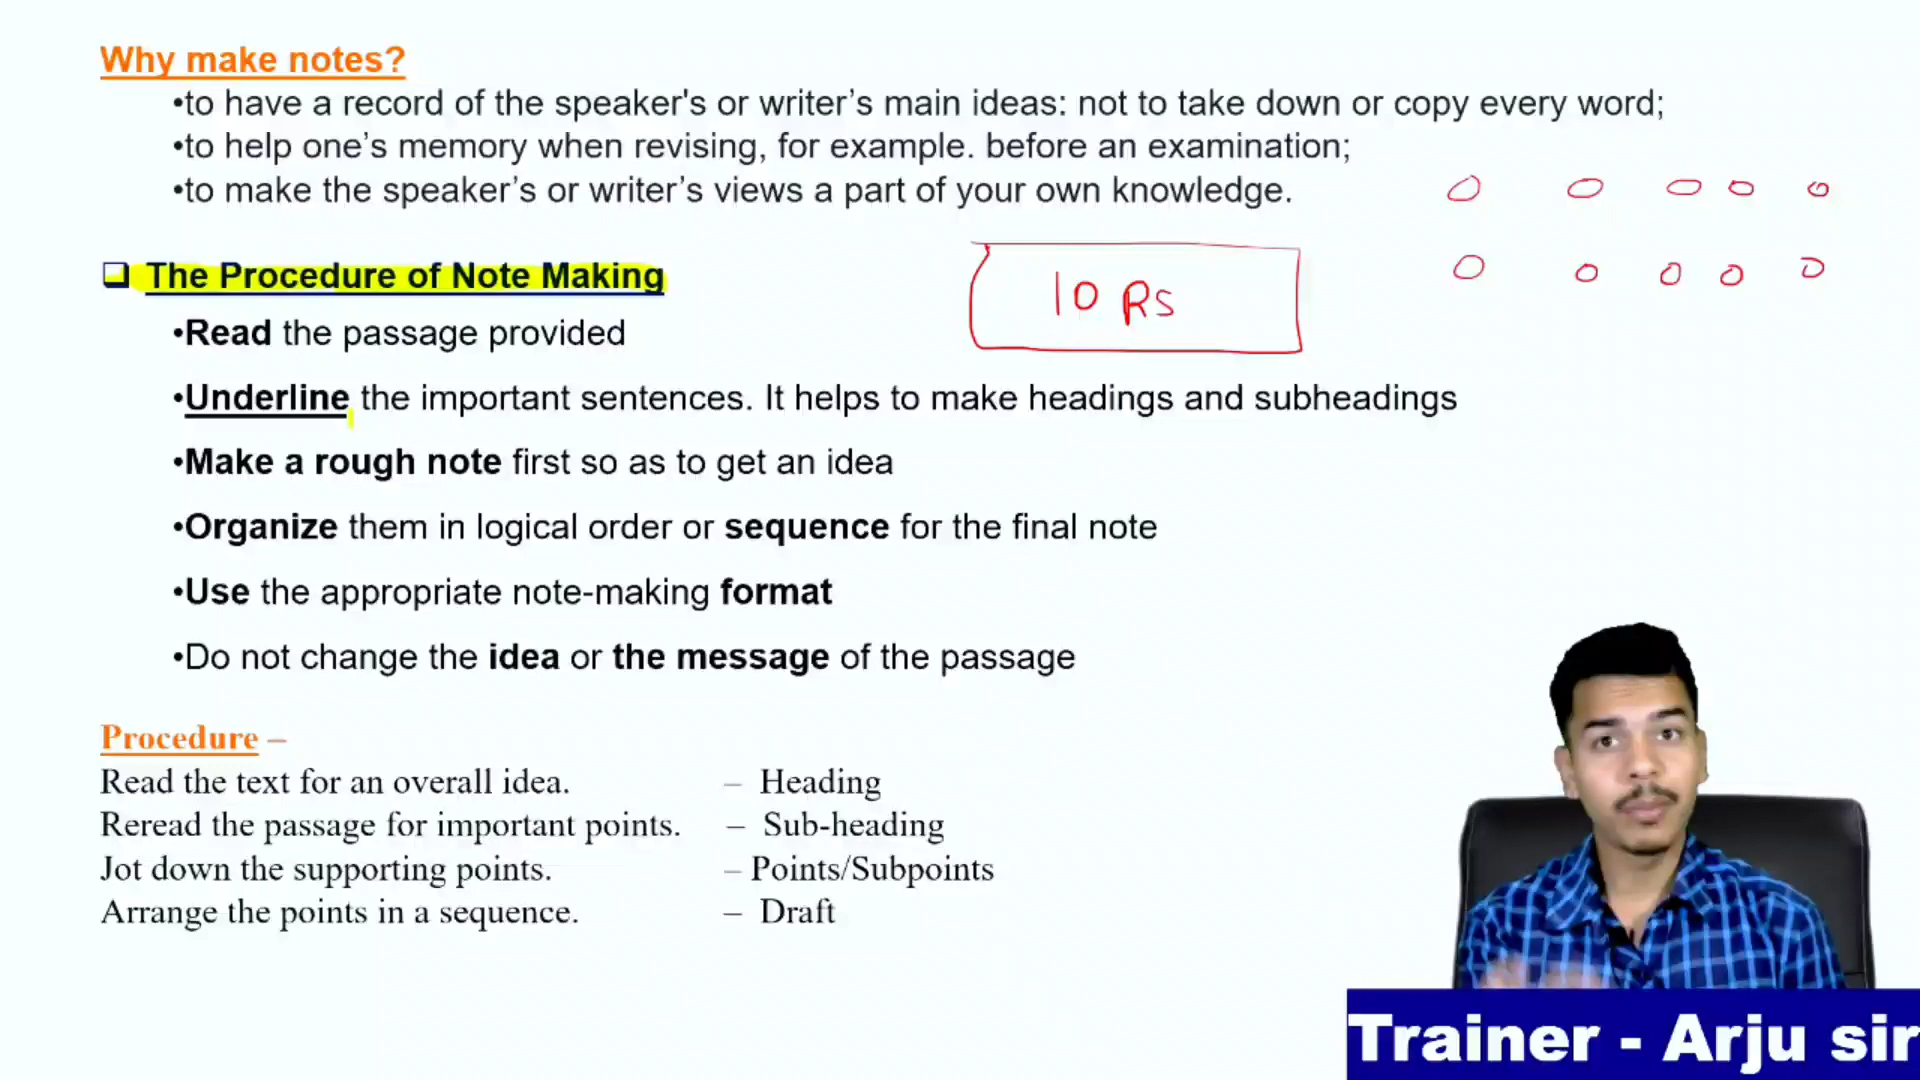 Why make notes?
•to have a record of the speaker's or writer’s main ideas: not to take down or copy every word;
•to help one’s memory when revising, for example. before an examination;
•to make the speaker’s or writer’s views a part of your own knowledge.
The Procedure of Note Making
10 Rs
•Read the passage provided
•Underline the important sentences. It helps to make headings and subheadings
•Make a rough note first so as to get an idea
•Organize them in logical order or sequence for the final note
•Use the appropriate note-making format
•Do not change the idea or the message of the passage
Procedure –
Read the text for an overall idea. – Heading
Reread the passage for important points. – Sub-heading
Jot down the supporting points. – Points/Subpoints
Arrange the points in a sequence. – Draft
Trainer - Arju sir